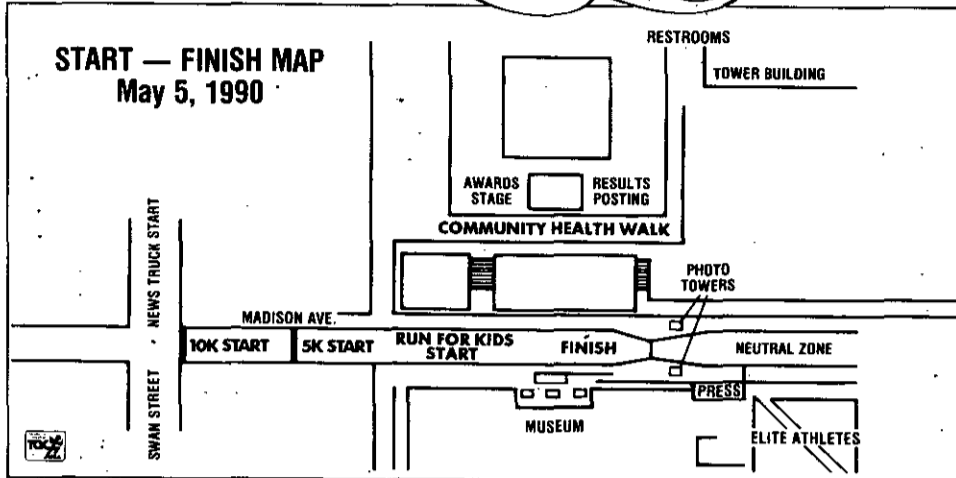 START — FINISH MAP
May 5, 1990
RESTROOMS
TOWER BUILDING
AWARDS
STAGE
RESULTS
POSTING
COMMUNITY HEALTH WALK
NEWS TRUCK START
SWAN STREET
PHOTO
TOWERS
MADISON AVE.
10K START
5K START
RUN FOR KIDS
START
FINISH
NEUTRAL ZONE
PRESS
MUSEUM
ELITE ATHLETES